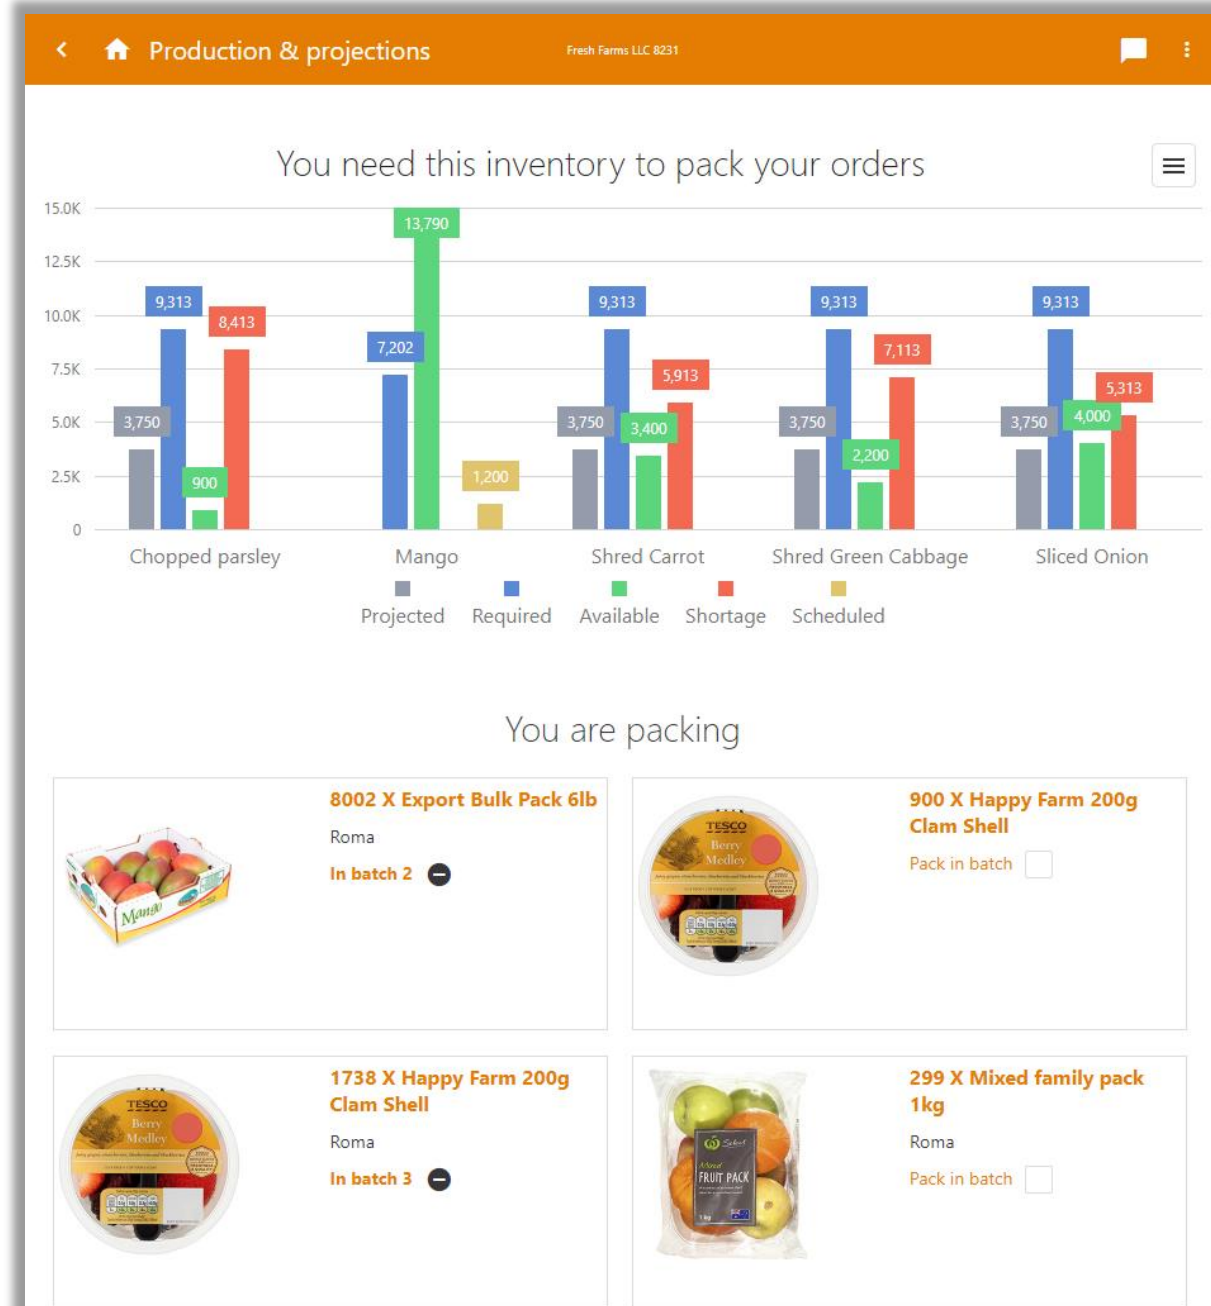 Production & projections
Fresh Farms LLC 8231
You need this inventory to pack your orders
15.0K
12.5K
10.0K
7.5K
5.0K
2.5K
0
3,750
9,313
900
8,413
7,202
13,790
1,200
3,750
9,313
3,400
5,913
3,750
9,313
2,200
7,113
3,750
9,313
4,000
5,313
Chopped parsley
Mango
Shred Carrot
Shred Green Cabbage
Sliced Onion
Projected
Required
Available
Shortage
Scheduled
You are packing
Mango
8002 X Export Bulk Pack 6lb
Roma
In batch 2
TESCO
Berry
Medley
900 X Happy Farm 200g
Clam Shell
Pack in batch
TESCO
Berry
Medley
1738 X Happy Farm 200g
Clam Shell
Roma
In batch 3
Select
Mixed
FRUIT PACK
1 kg
299 X Mixed family pack
1kg
Roma
Pack in batch